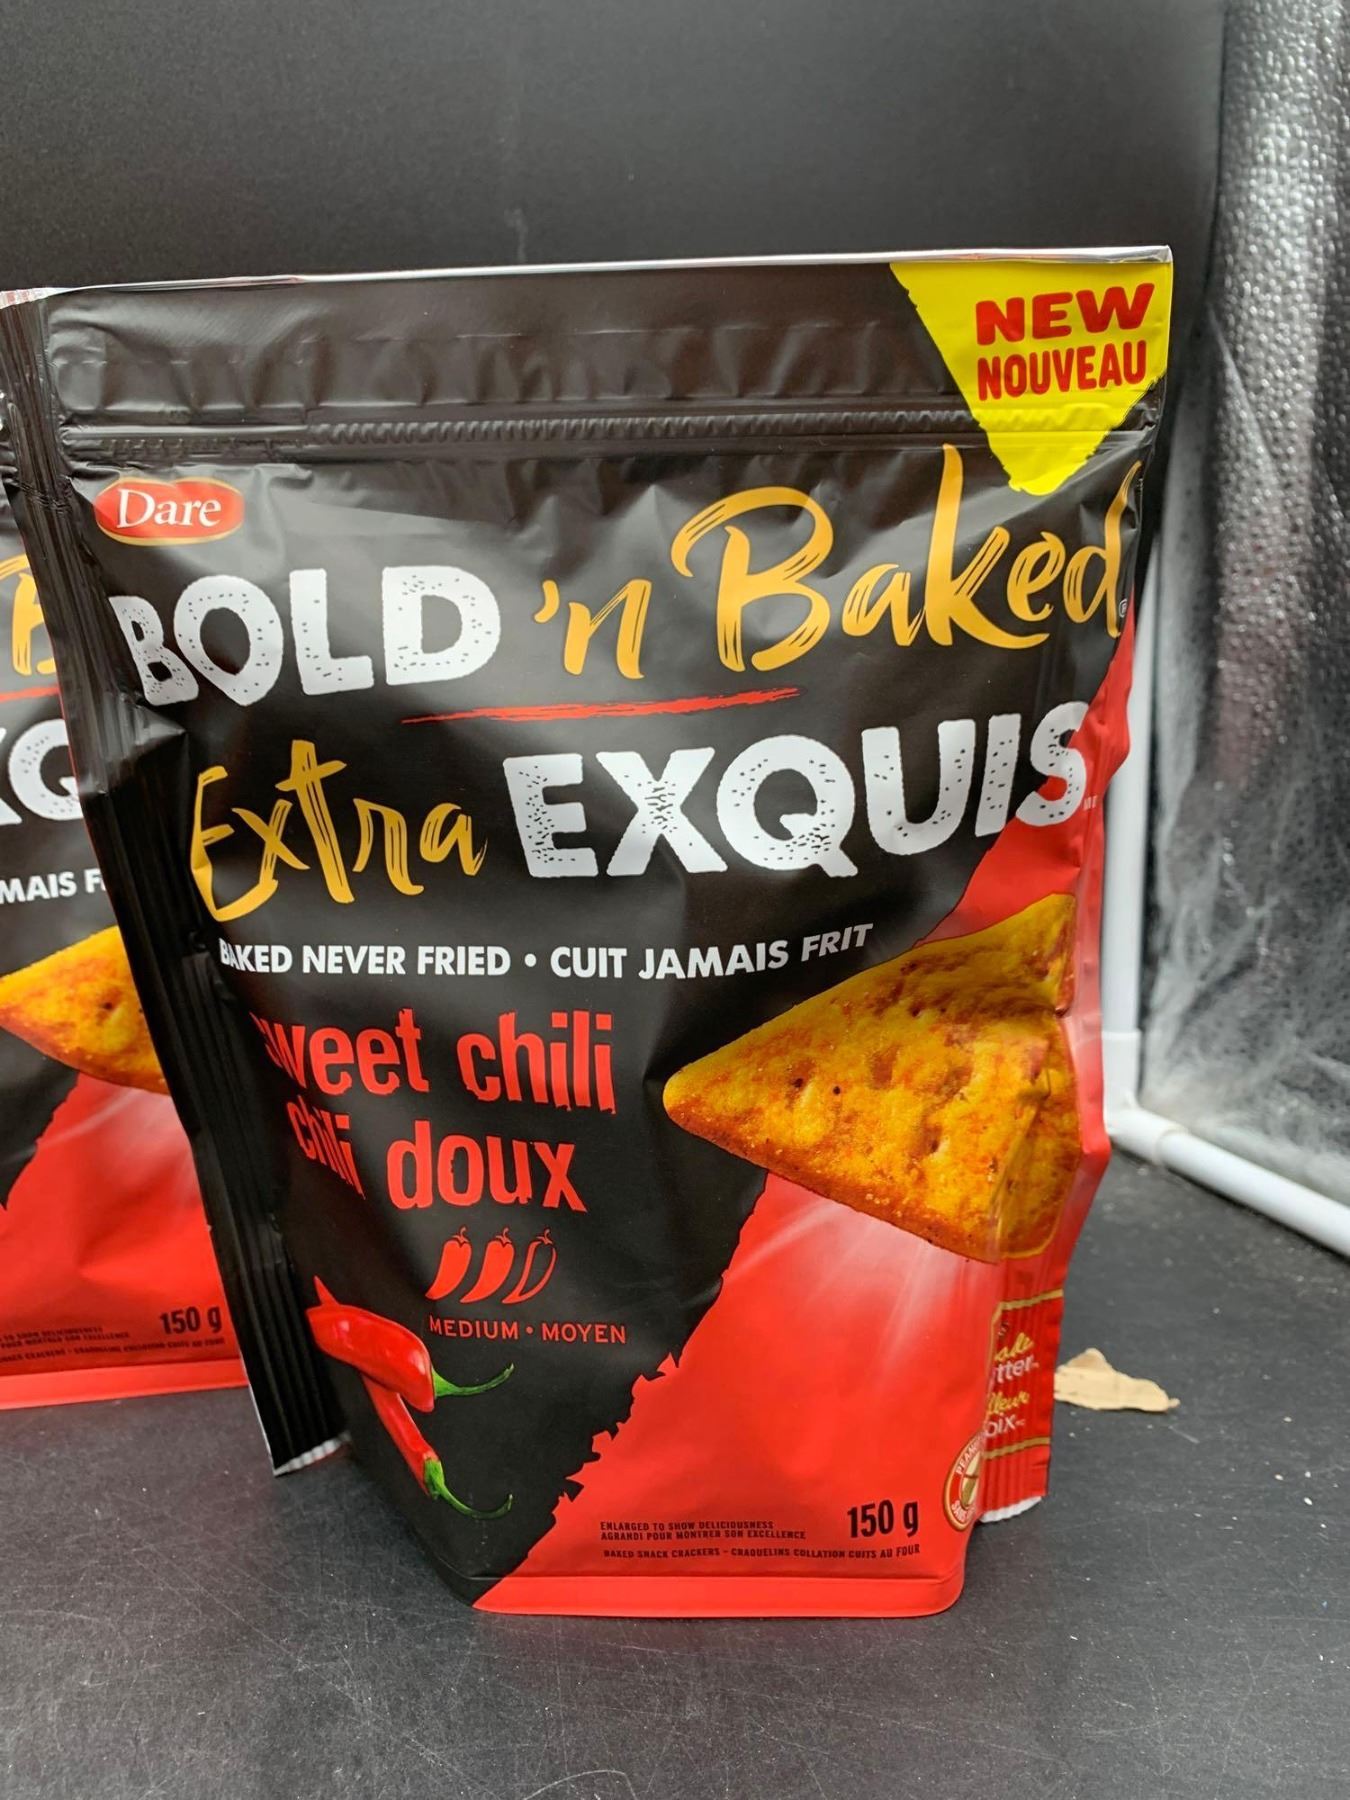 NEW
NOUVEAU
Dare
BOLD 'n Baked
Extra EXQUIS
BAKED NEVER FRIED • CUIT JAMAIS FRIT
sweet chili
chili doux
MEDIUM • MOYEN
150 g
ENLARGED TO SHOW DELICIOUSNESS
AGRANDI POUR MONTRER SON EXCELLENCE
BAKED SNACK CRACKERS - CRAQUELINS COLLATION CUITS AU FOUR
MAIS F
150 g